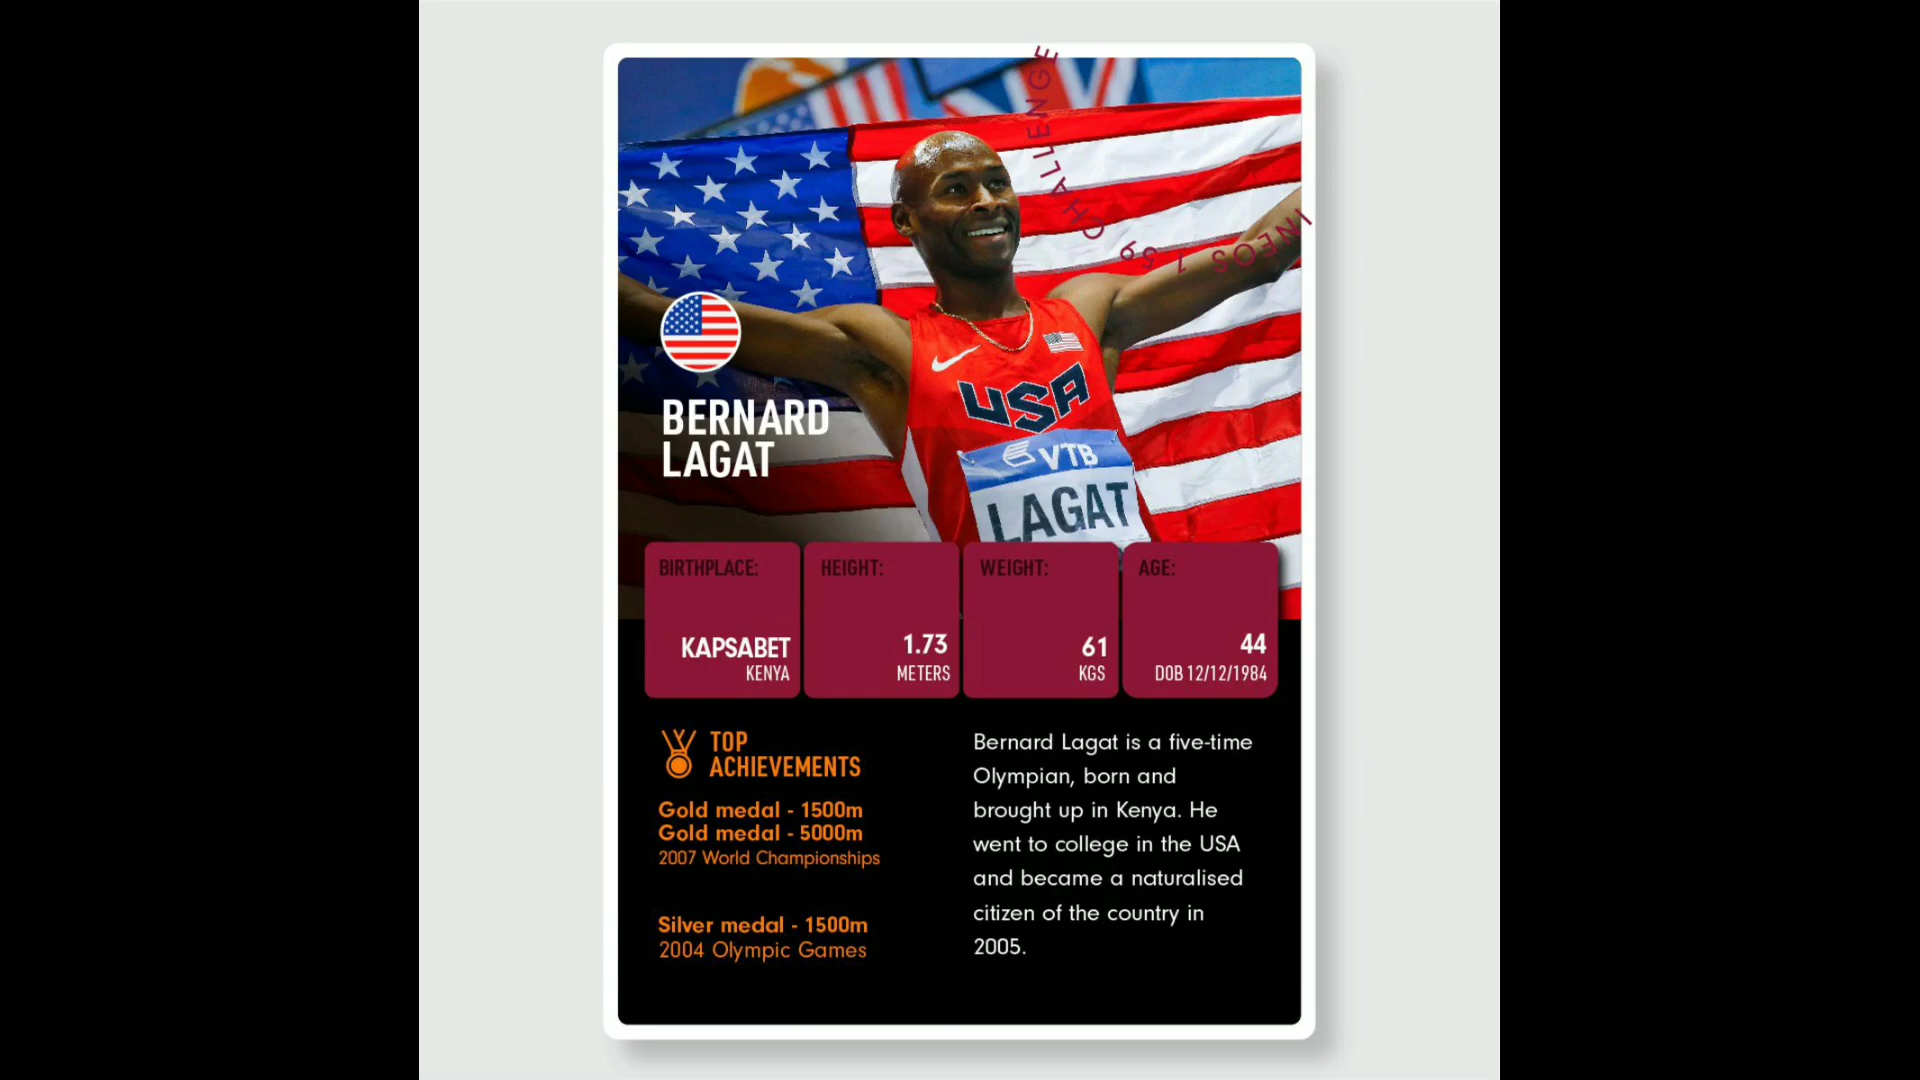 INEOS 1 59 CHALLENGE
USA
VTB
LAGAT
BERNARD
LAGAT
BIRTHPLACE:
KAPSABET
KENYA
HEIGHT:
1.73
METERS
WEIGHT:
61
KGS
AGE:
44
DOB 12/12/1984
TOP
ACHIEVEMENTS
Gold medal - 1500m
Gold medal - 5000m
2007 World Championships
Silver medal - 1500m
2004 Olympic Games
Bernard Lagat is a five-time
Olympian, born and
brought up in Kenya. He
went to college in the USA
and became a naturalised
citizen of the country in
2005.